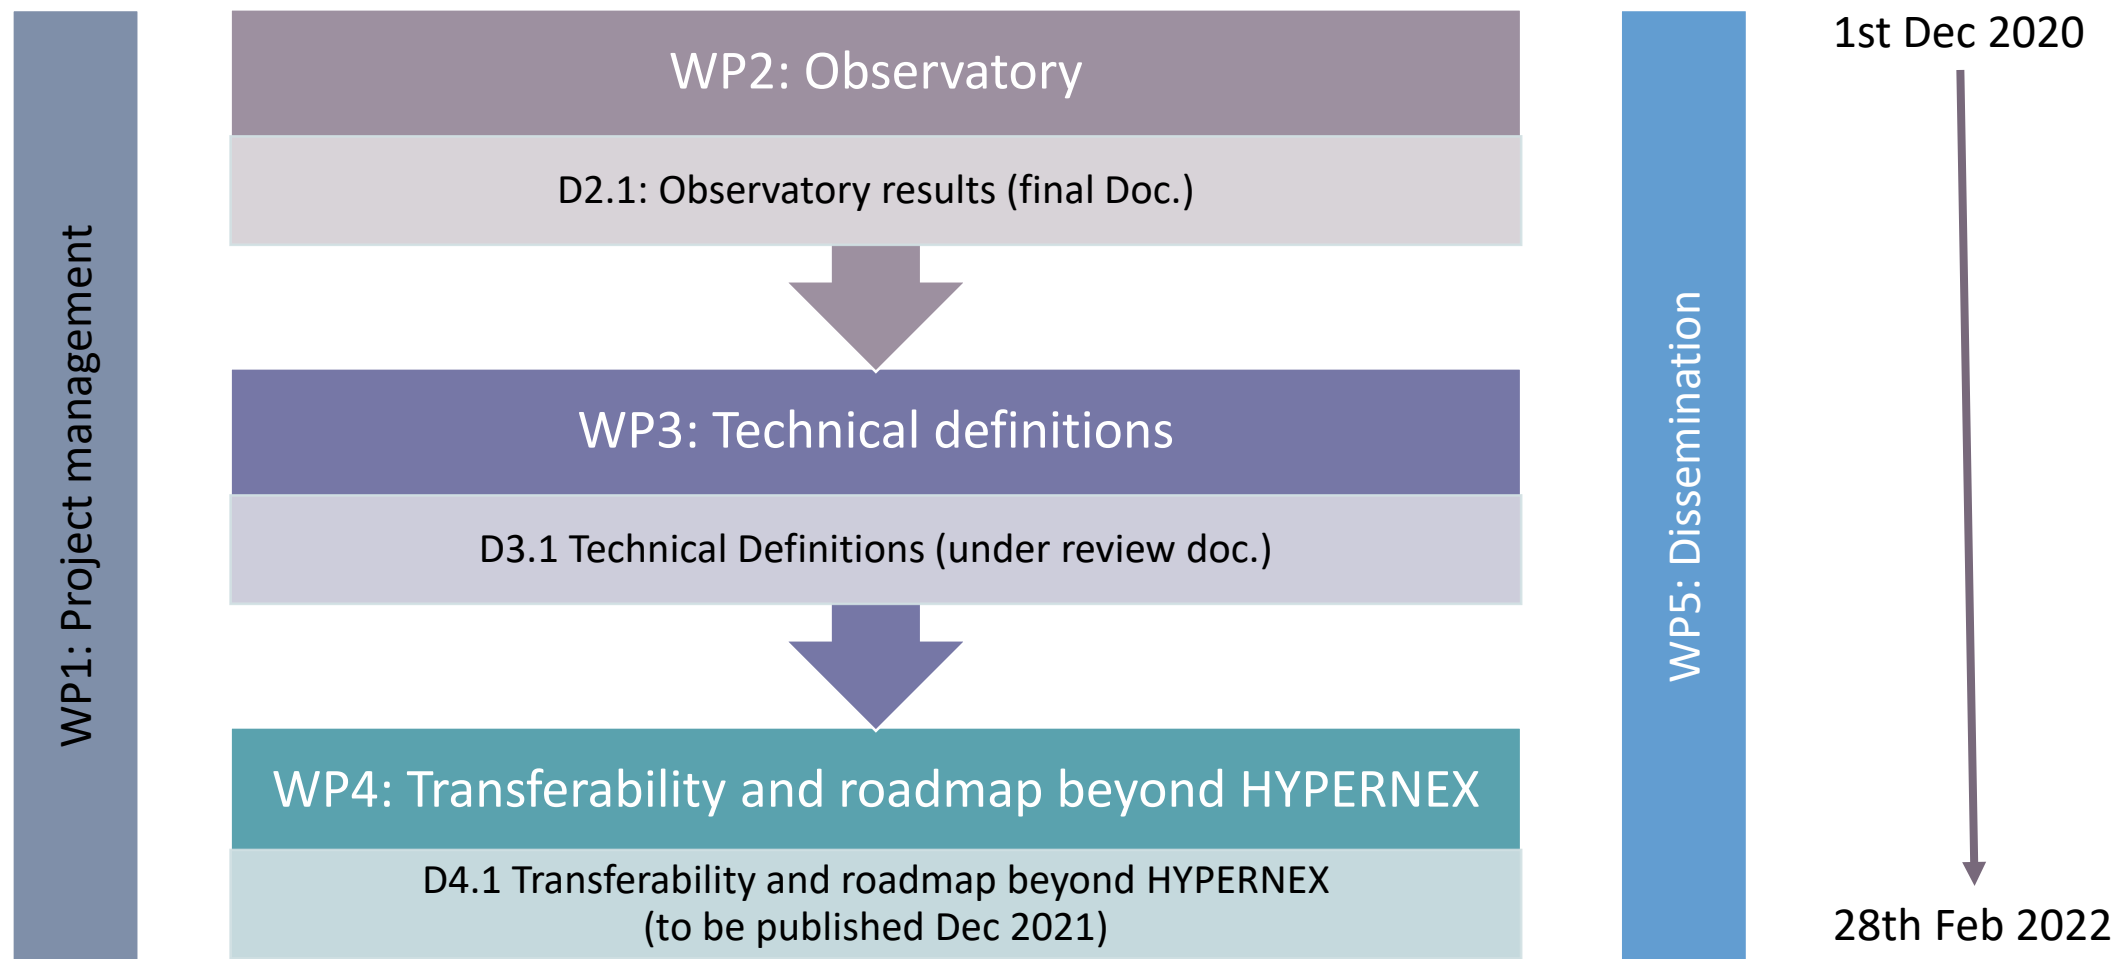 WP1: Project management
WP2: Observatory
D2.1: Observatory results (final Doc.)
WP3: Technical definitions
D3.1 Technical Definitions (under review doc.)
WP4: Transferability and roadmap beyond HYPERNEX
D4.1 Transferability and roadmap beyond HYPERNEX
(to be published Dec 2021)
WP5: Dissemination
1st Dec 2020
28th Feb 2022